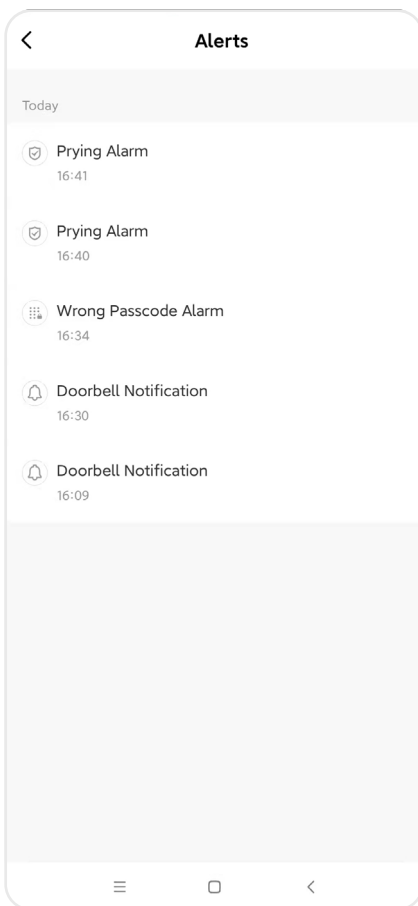 Alerts
Today
Prying Alarm
16:41
Prying Alarm
16:40
Wrong Passcode Alarm
16:34
Doorbell Notification
16:30
Doorbell Notification
16:09